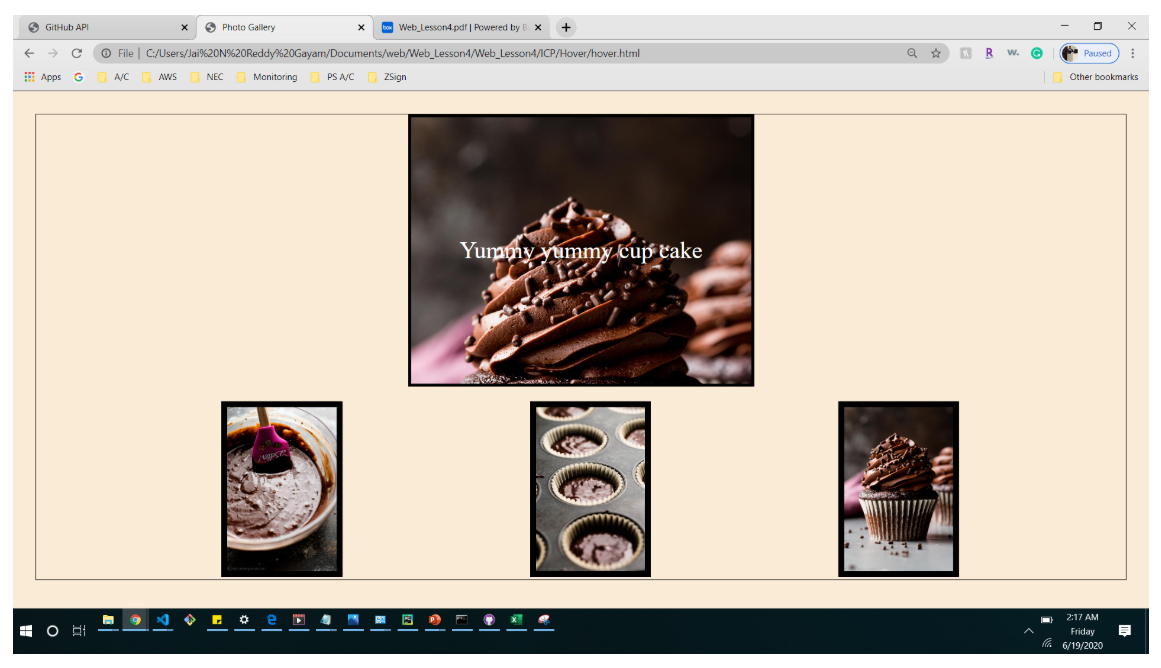 GitHub API
Photo Gallery
Web_Lesson4.pdf | Powered by B
File | C:/Users/Jai%20N%20Reddy%20Gayam/Documents/web/Web_Lesson4/Web_Lesson4/ICP/Hover/hover.html
Paused
Apps A/C AWS NEC Monitoring PS A/C ZSign Other bookmarks
Yummy yummy cup cake
2:17 AM
Friday
6/19/2020